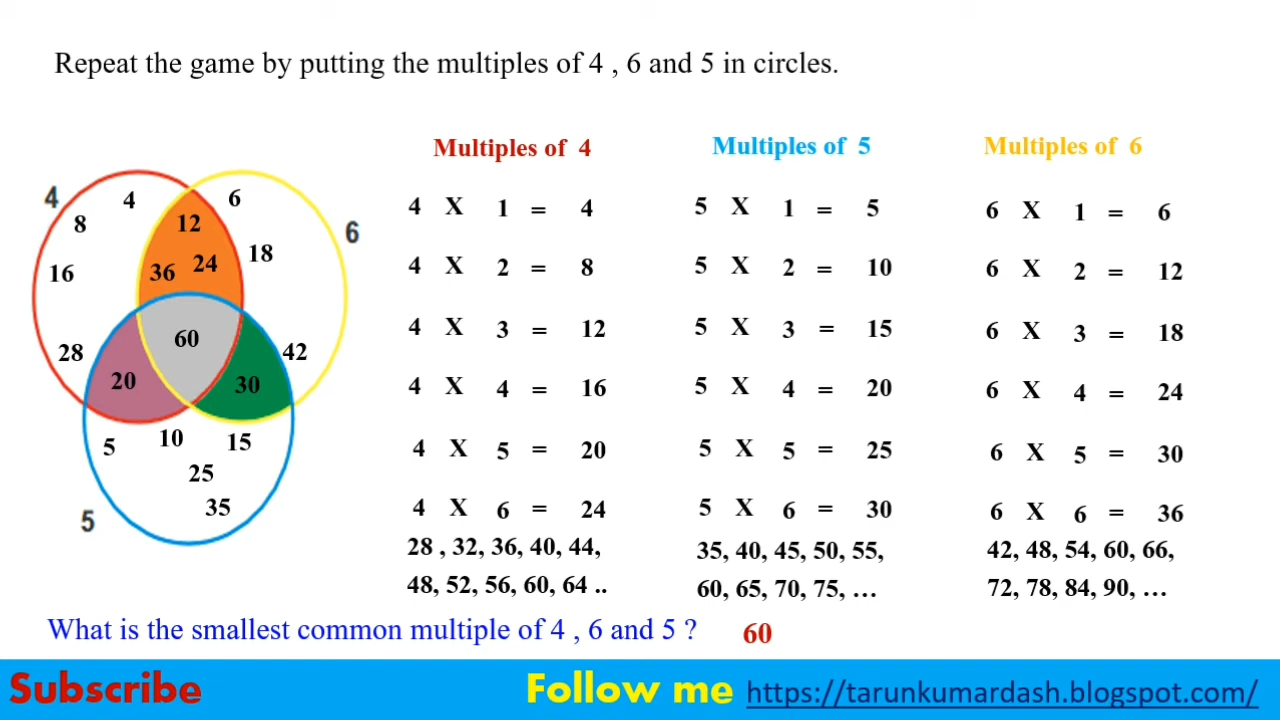 Repeat the game by putting the multiples of 4 , 6 and 5 in circles.
Multiples of 4
Multiples of 5
Multiples of 6
4
4
6
8
12
6
16
36
24
18
60
28
42
20
30
5
10
15
25
35
5
4 X 1 = 4
4 X 2 = 8
4 X 3 = 12
4 X 4 = 16
4 X 5 = 20
4 X 6 = 24
28 , 32, 36, 40, 44,
48, 52, 56, 60, 64 ..
5 X 1 = 5
5 X 2 = 10
5 X 3 = 15
5 X 4 = 20
5 X 5 = 25
5 X 6 = 30
35, 40, 45, 50, 55,
60, 65, 70, 75, …
6 X 1 = 6
6 X 2 = 12
6 X 3 = 18
6 X 4 = 24
6 X 5 = 30
6 X 6 = 36
42, 48, 54, 60, 66,
72, 78, 84, 90, …
What is the smallest common multiple of 4 , 6 and 5 ? 60
Subscribe Follow me https://tarunkumardash.blogspot.com/